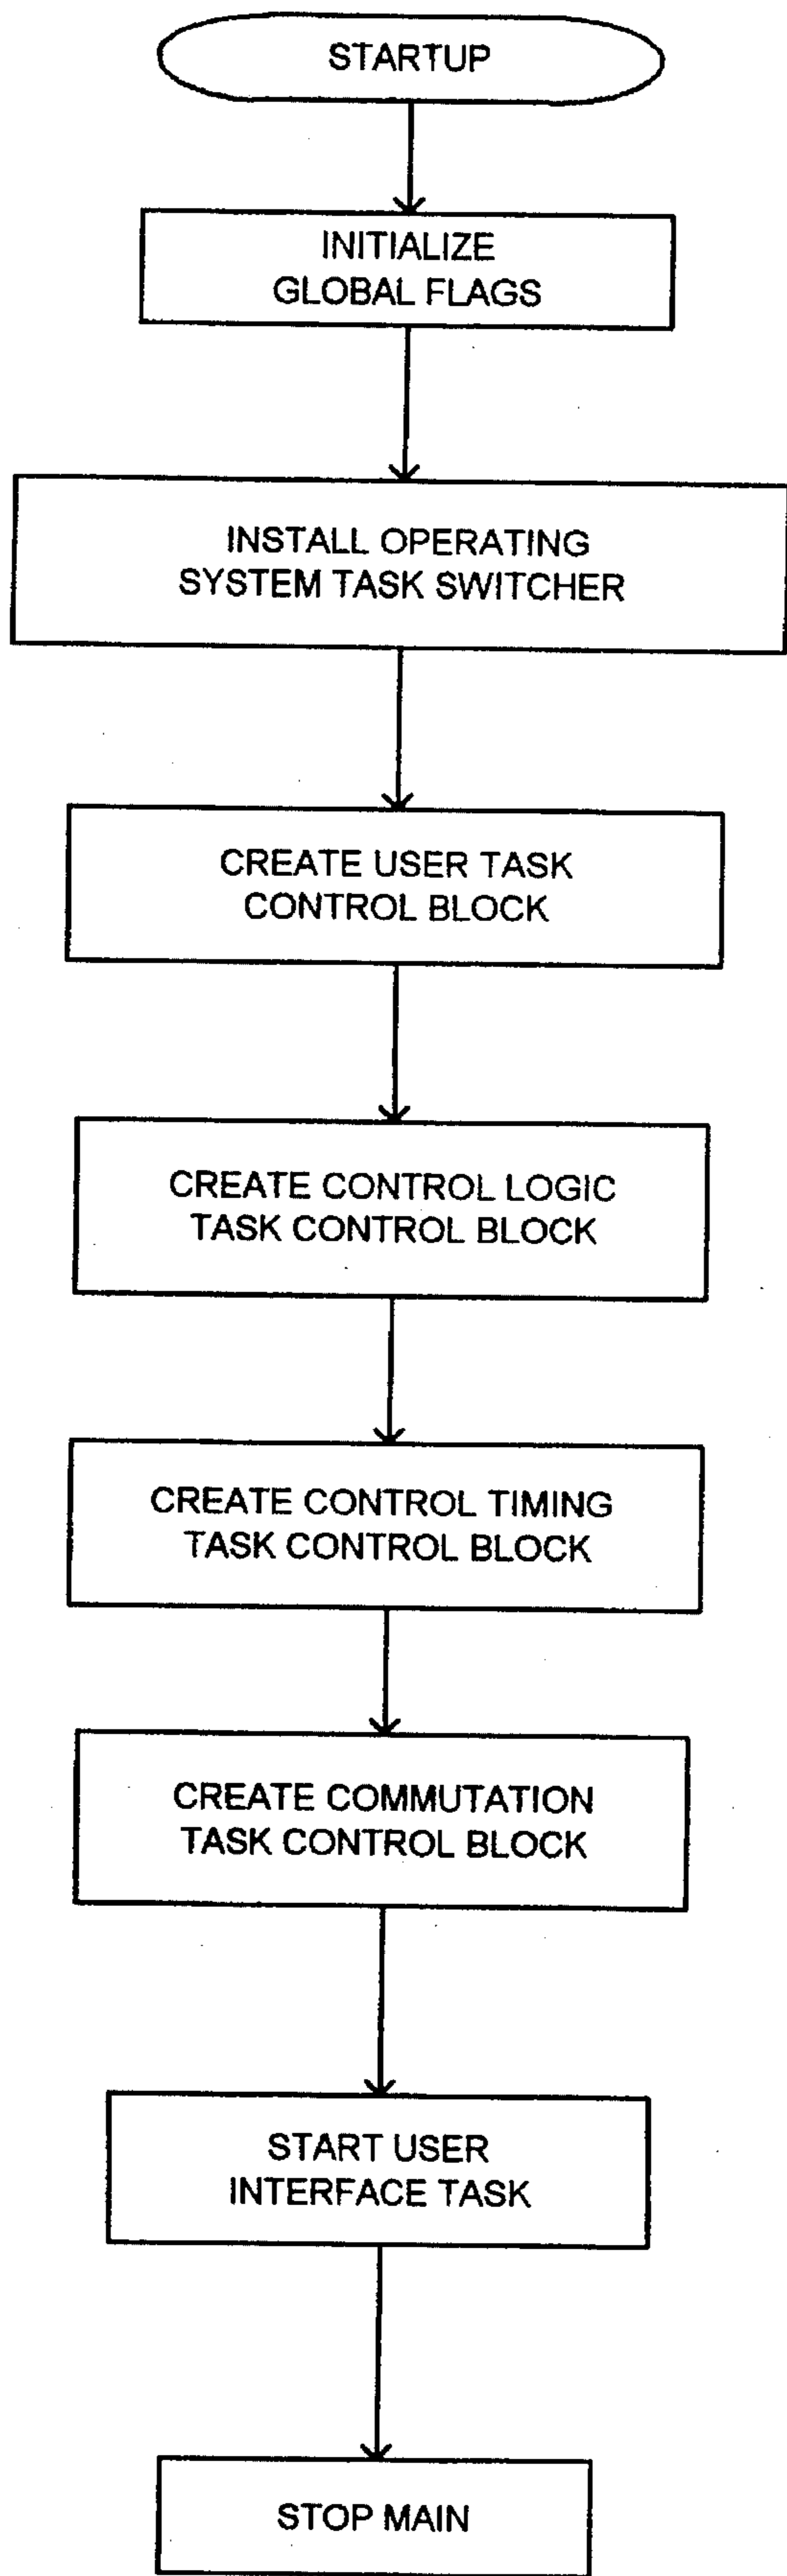 STARTUP
INITIALIZE
GLOBAL FLAGS
INSTALL OPERATING
SYSTEM TASK SWITCHER
CREATE USER TASK
CONTROL BLOCK
CREATE CONTROL LOGIC
TASK CONTROL BLOCK
CREATE CONTROL TIMING
TASK CONTROL BLOCK
CREATE COMMUTATION
TASK CONTROL BLOCK
START USER
INTERFACE TASK
STOP MAIN